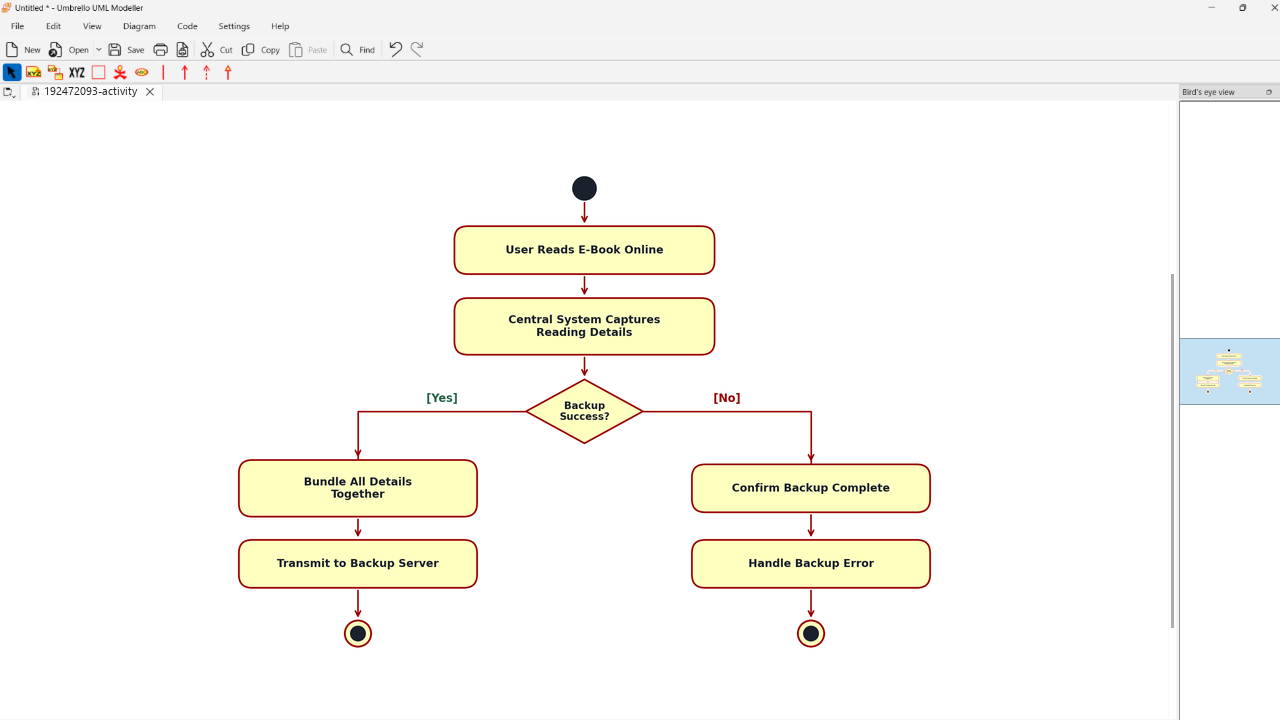 Untitled * - Umbrello UML Modeller
File Edit View Diagram Code Settings Help
New Open Save Cut Copy Paste Find
XYZ XYZ
192472093-activity
Bird's eye view
User Reads E-Book Online
Central System Captures
Reading Details
Backup
Success?
[Yes]
[No]
Bundle All Details
Together
Confirm Backup Complete
Transmit to Backup Server
Handle Backup Error